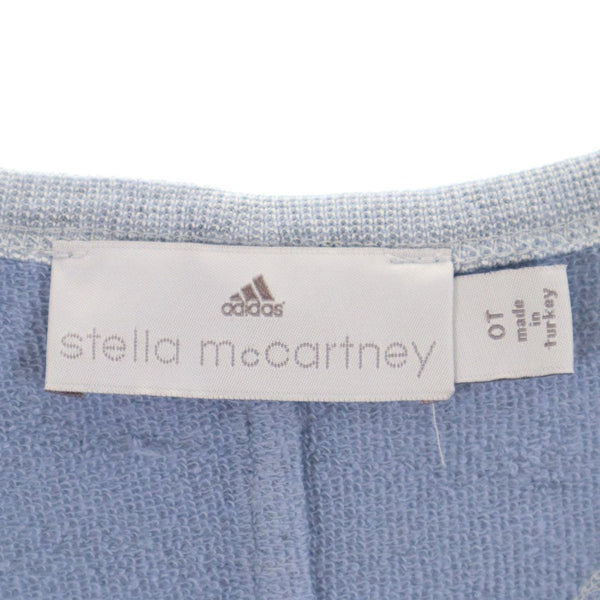 adidas
stella mccartney
OT
made
in
turkey